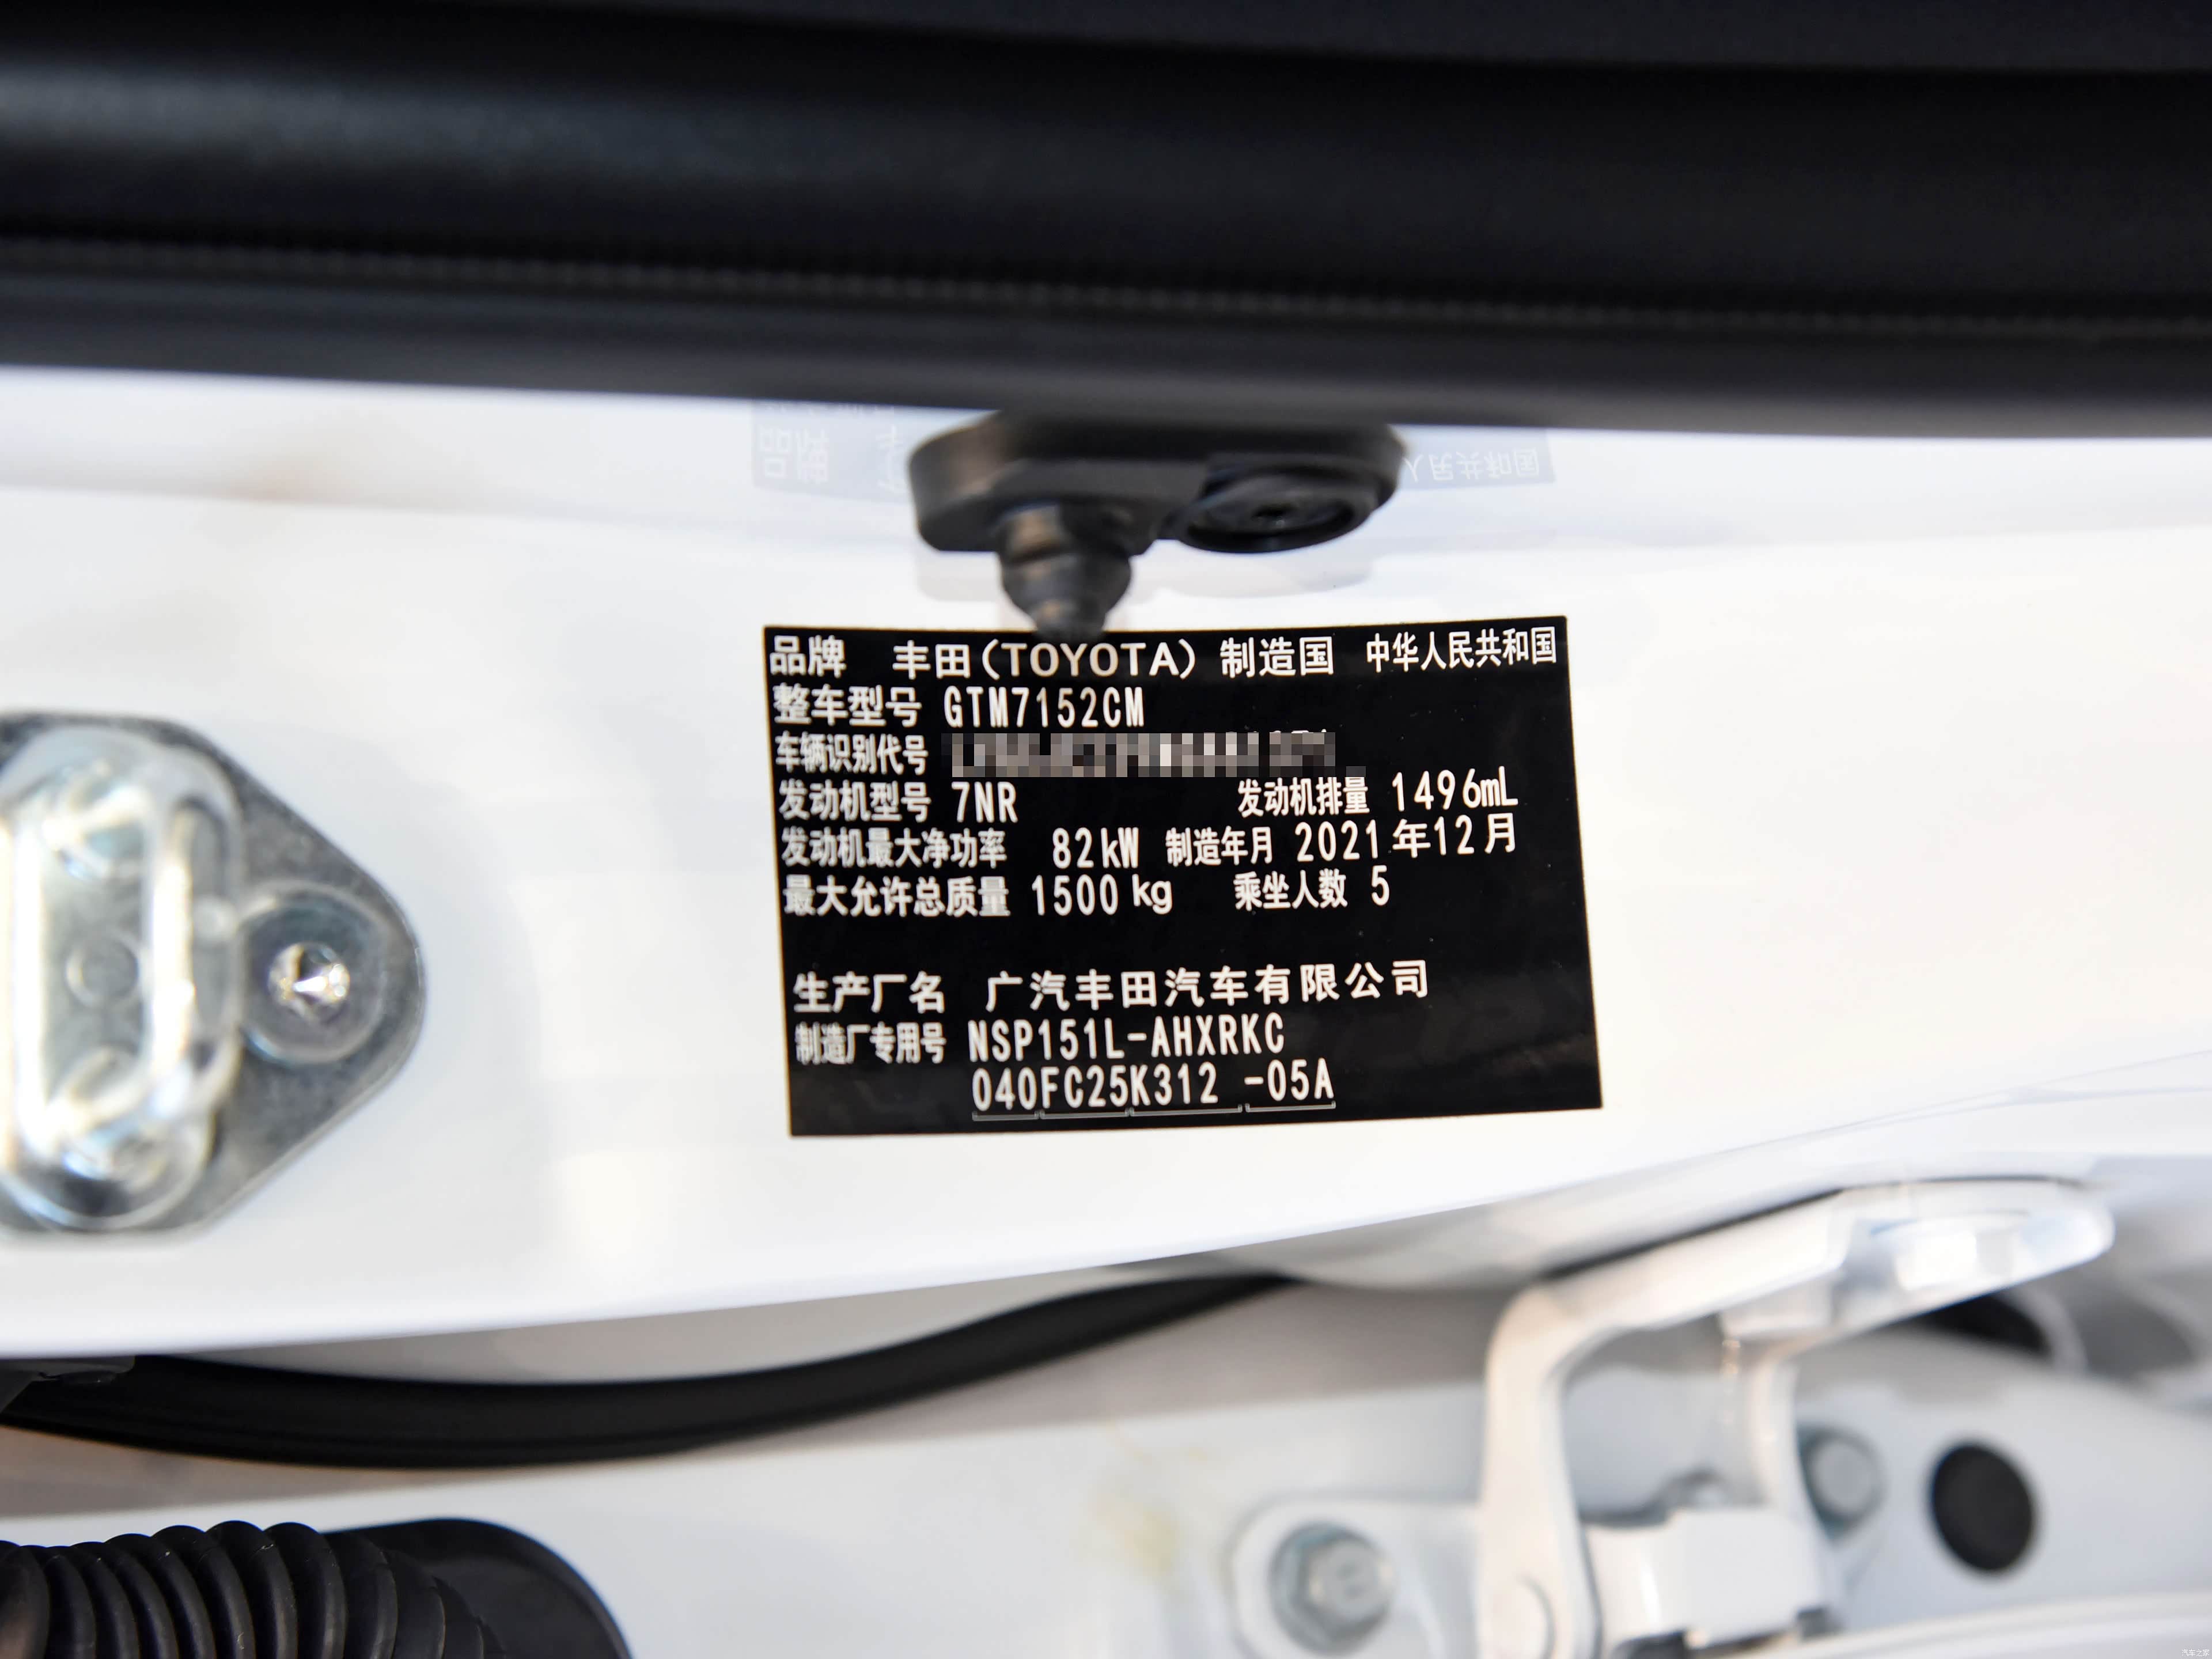 品牌 丰田(TOYOTA) 制造国 中华人民共和国
整车型号 GTM7152CM
车辆识别代号
发动机型号 7NR 发动机排量 1496mL
发动机最大净功率 82kW 制造年月 2021年12月
最大允许总质量 1500kg 乘坐人数 5
生产厂名 广汽丰田汽车有限公司
制造厂专用号 NSP151L-AHXRKC
040FC25K312 -05A
汽车之家